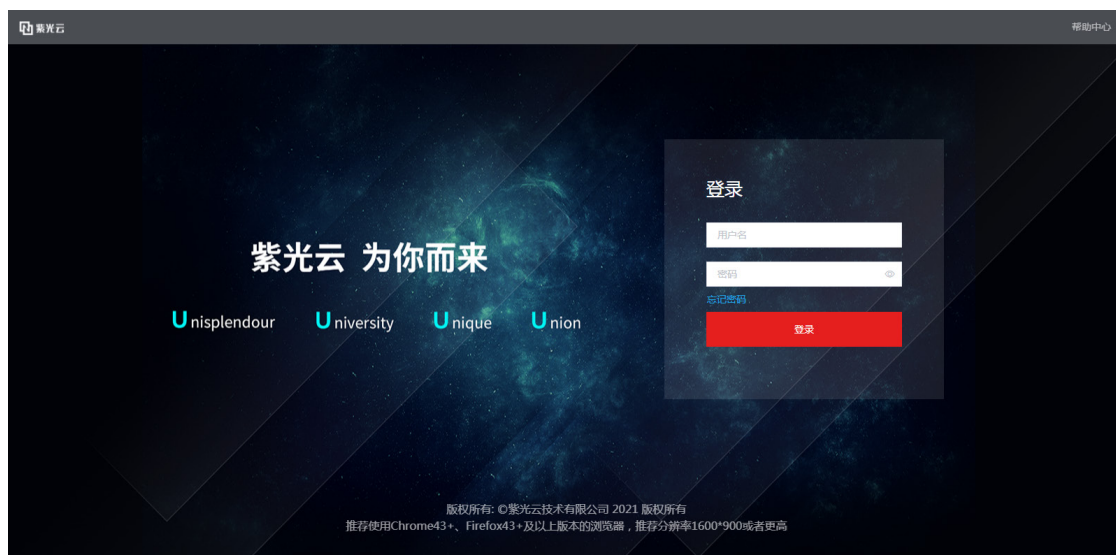 紫光云
帮助中心
紫光云 为你而来
Unisplendour University Unique Union
登录
用户名
密码
忘记密码
登录
版权所有: ©紫光云技术有限公司 2021 版权所有
推荐使用Chrome43+、Firefox43+及以上版本的浏览器，推荐分辨率1600*900或者更高